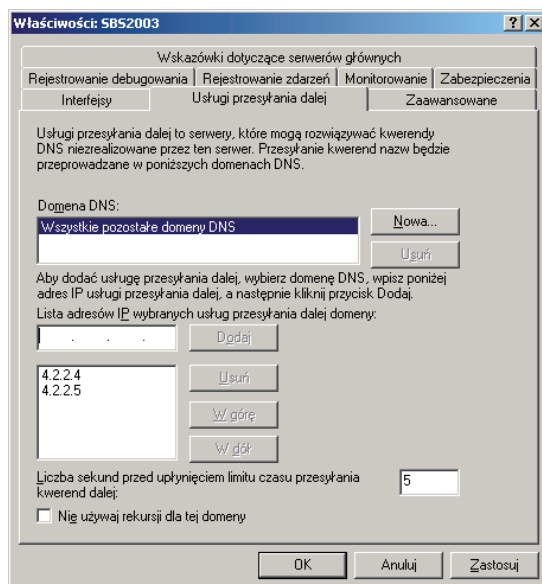 Właściwości: SBS2003
Wskazówki dotyczące serwerów głównych
Rejestrowanie debugowania Rejestrowanie zdarzeń Monitorowanie Zabezpieczenia
Interfejsy Usługi przesyłania dalej Zaawansowane
Usługi przesyłania dalej to serwery, które mogą rozwiązywać kwerendy
DNS niezrealizowane przez ten serwer. Przesyłanie kwerend nazw będzie
przeprowadzane w poniższych domenach DNS.
Domena DNS:
Wszystkie pozostałe domeny DNS
Nowa...
Usuń
Aby dodać usługę przesyłania dalej, wybierz domenę DNS, wpisz poniżej
adres IP usługi przesyłania dalej, a następnie kliknij przycisk Dodaj.
Lista adresów IP wybranych usług przesyłania dalej domeny:
. . .
Dodaj
4.2.2.4
4.2.2.5
Usuń
W górę
W dół
Liczba sekund przed upłynięciem limitu czasu przesyłania
kwerend dalej:
5
Nie używaj rekursji dla tej domeny
OK Anuluj Zastosuj